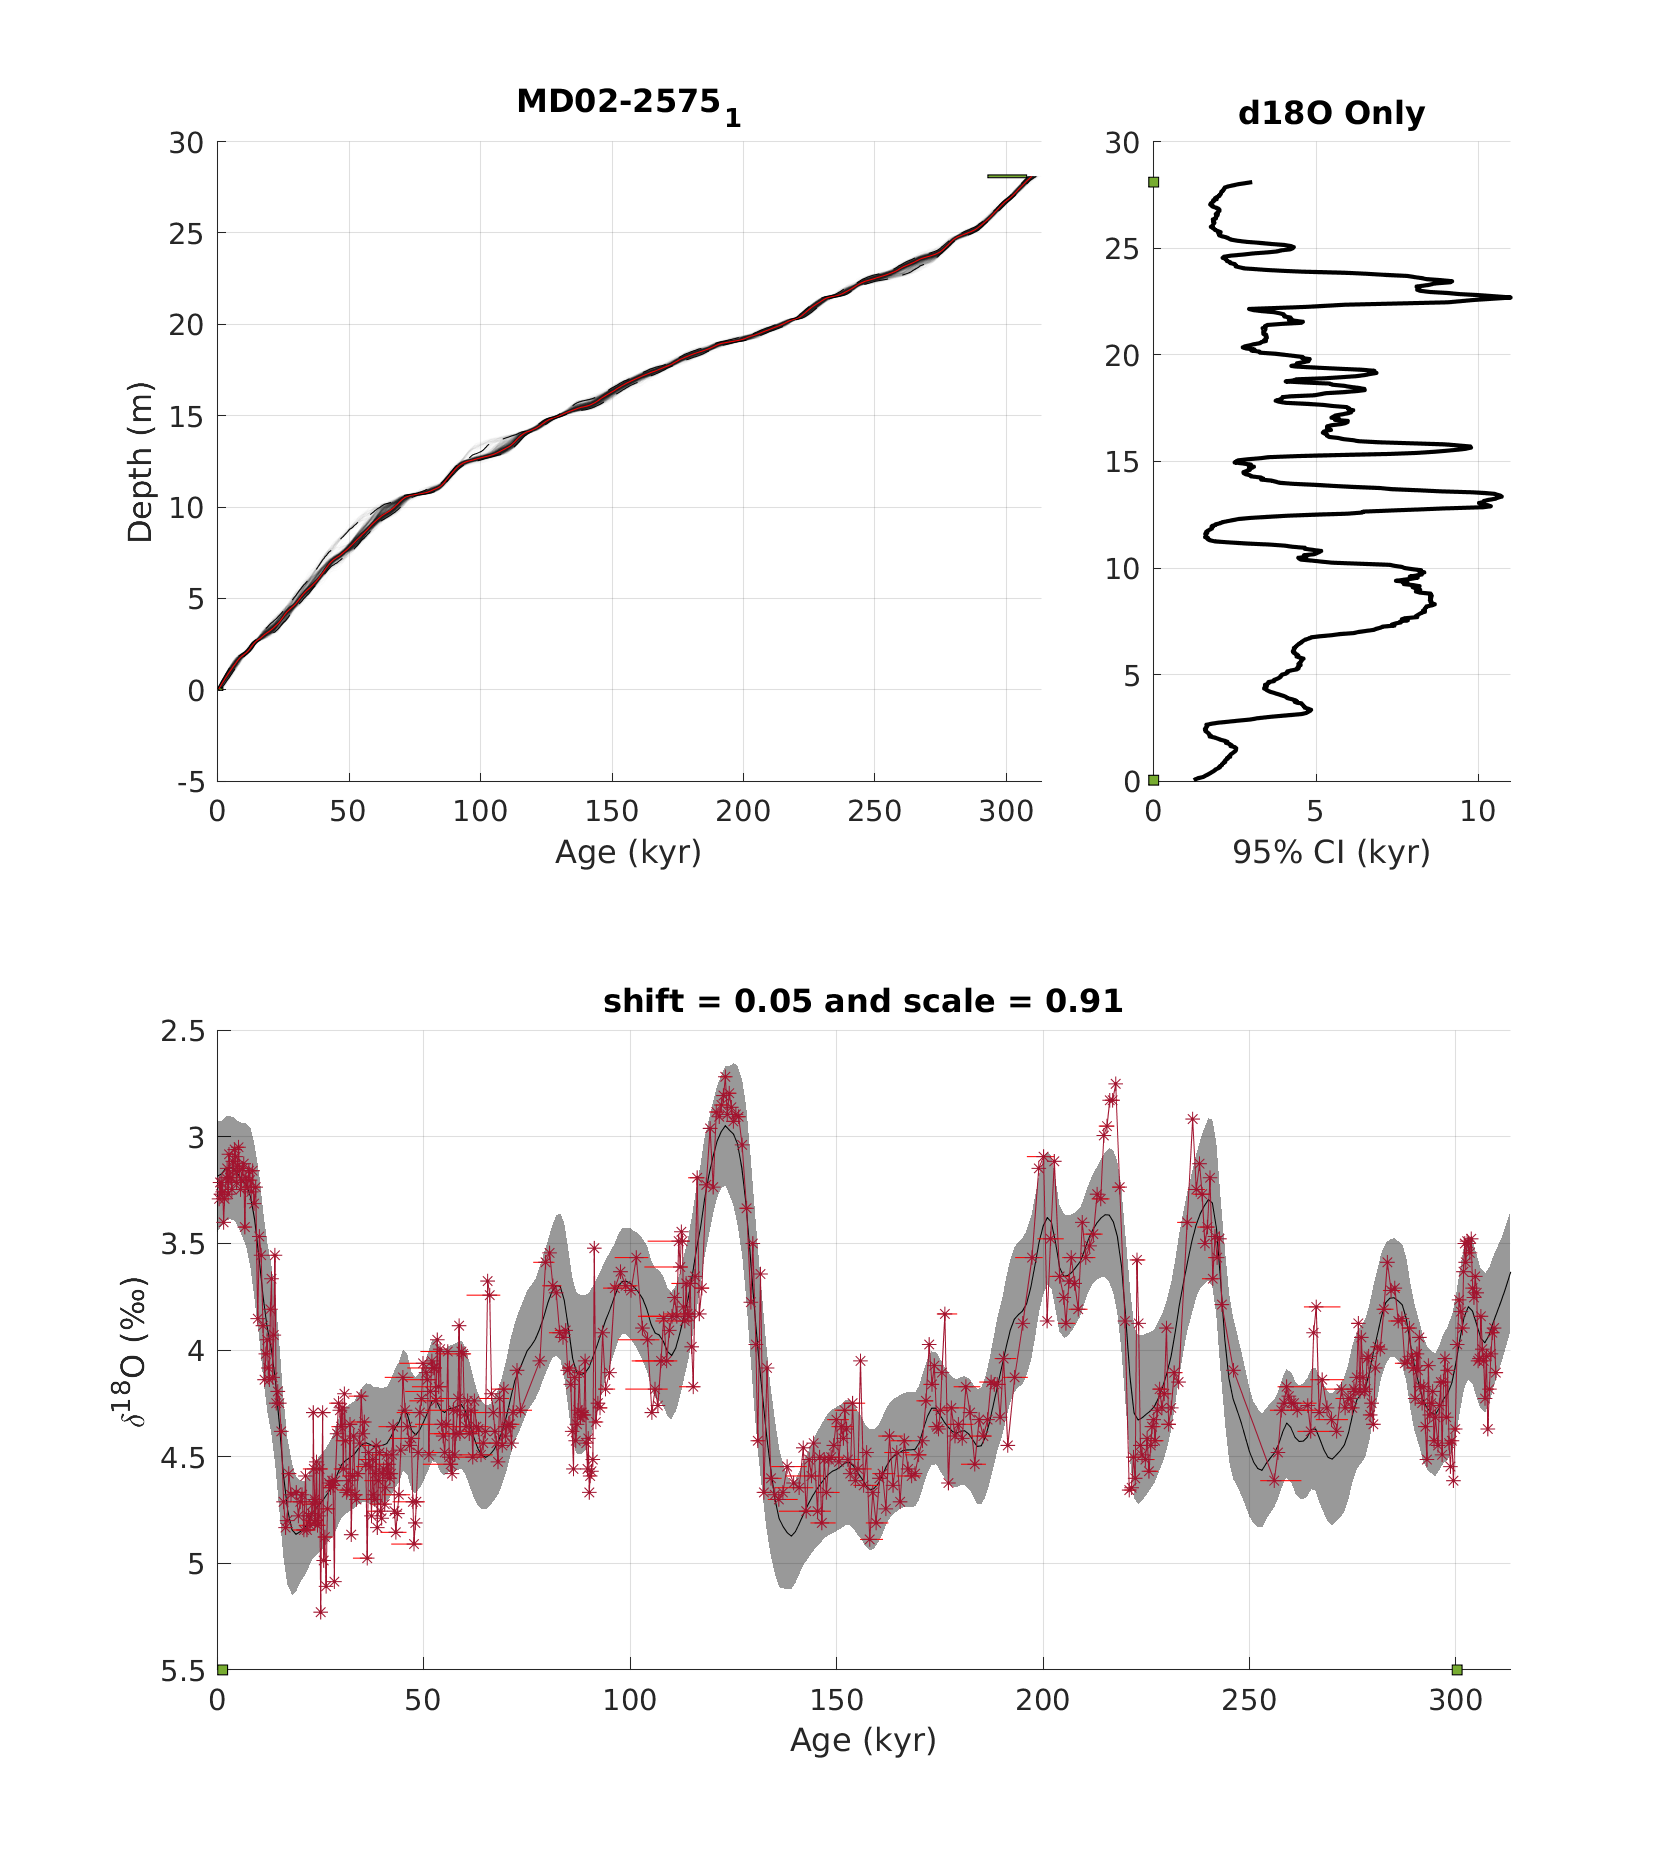 MD02-2575₁
30
25
20
15
10
5
0
-5
Depth (m)
0 50 100 150 200 250 300
Age (kyr)
d18O Only
30
25
20
15
10
5
0
0 5 10
95% CI (kyr)
shift = 0.05 and scale = 0.91
2.5
3
3.5
4
4.5
5
5.5
δ¹⁸O (‰)
0 50 100 150 200 250 300
Age (kyr)